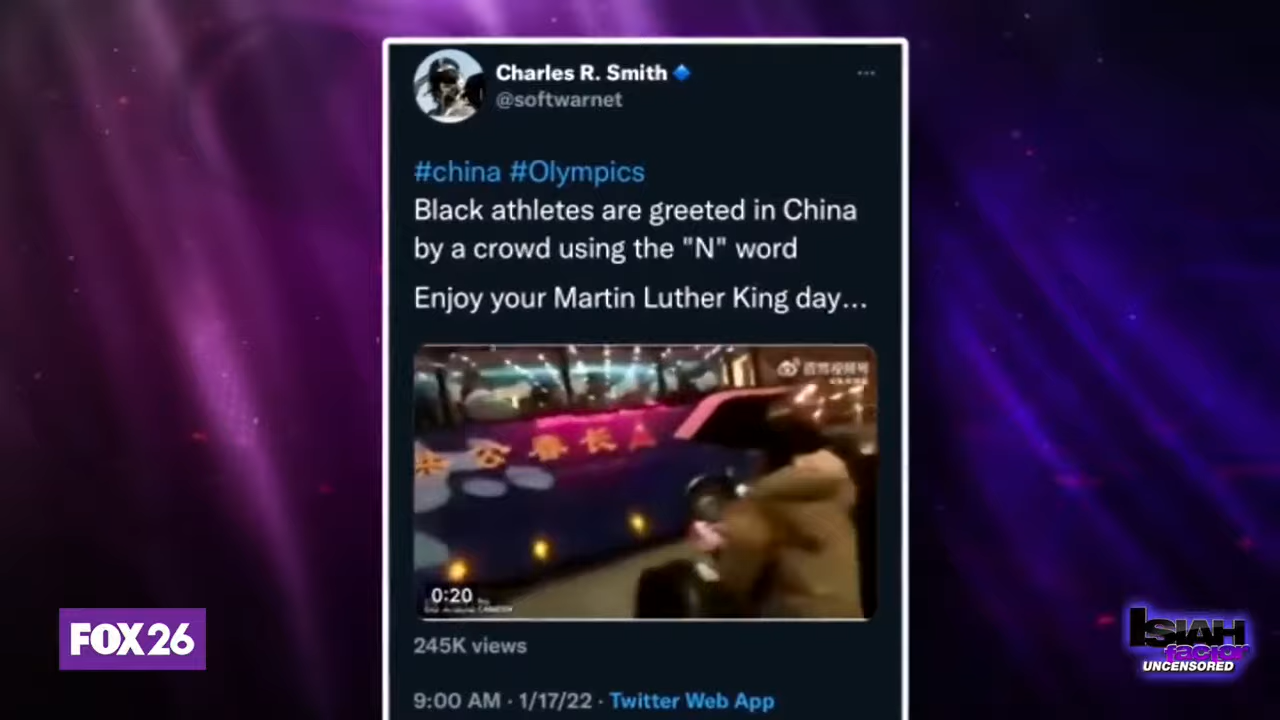 Charles R. Smith
@softwarnet
#china #Olympics
Black athletes are greeted in China
by a crowd using the "N" word
Enjoy your Martin Luther King day...
春长
0:20
245K views
9:00 AM · 1/17/22 · Twitter Web App
FOX 26
ISIAH
factor
UNCENSORED